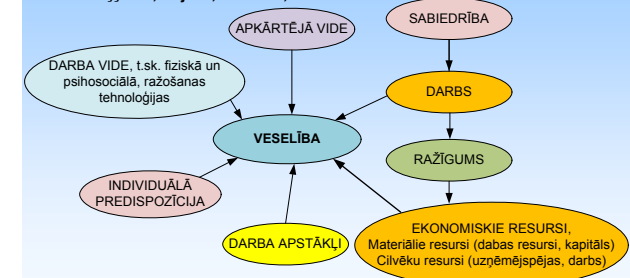 SABIEDRĪBA
APKĀRTĒJĀ VIDE
DARBA VIDE, t.sk. fiziskā un
psihosociālā, ražošanas
tehnoloģijas
DARBS
VESELĪBA
RAŽĪGUMS
INDIVIDUĀLĀ
PREDISPOZĪCIJA
DARBA APSTĀKĻI
EKONOMISKIE RESURSI,
Materiālie resursi (dabas resursi, kapitāls)
Cilvēku resursi (uzņēmējspējas, darbs)